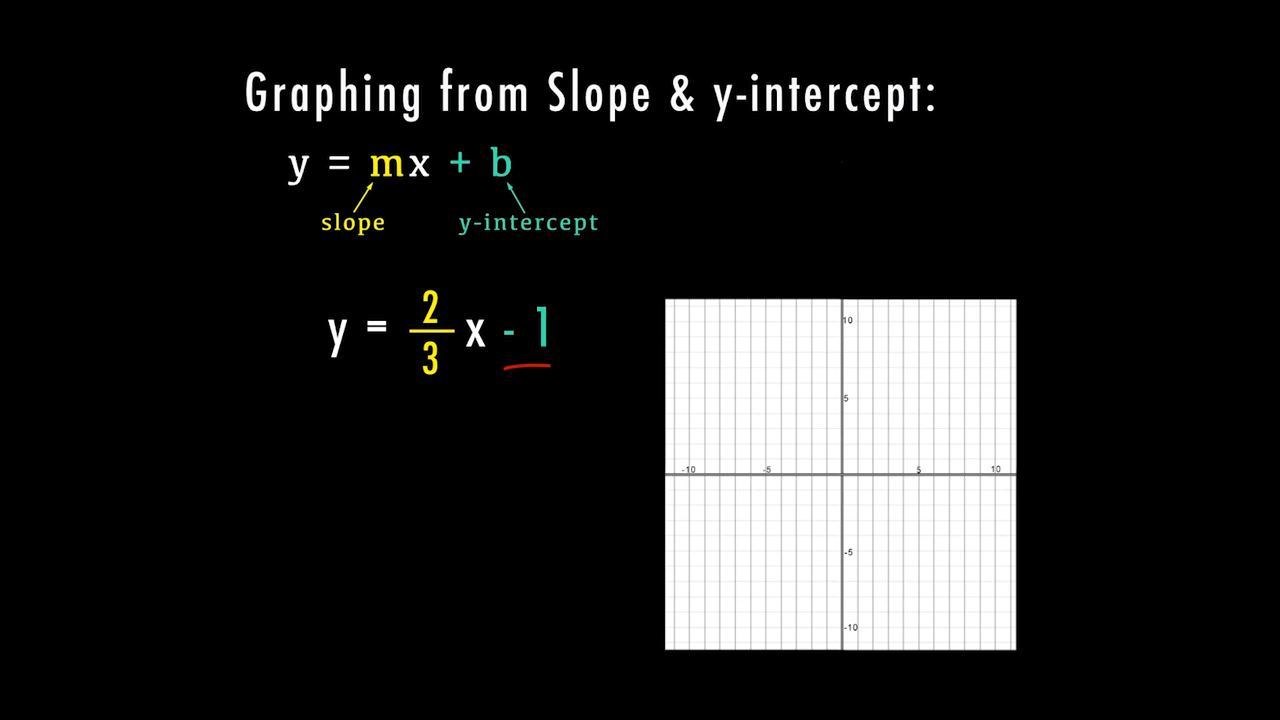 Graphing from Slope & y-intercept:
y = mx + b
slope y-intercept
y = 2/3 x - 1
10
5
-10 -5 5 10
-5
-10